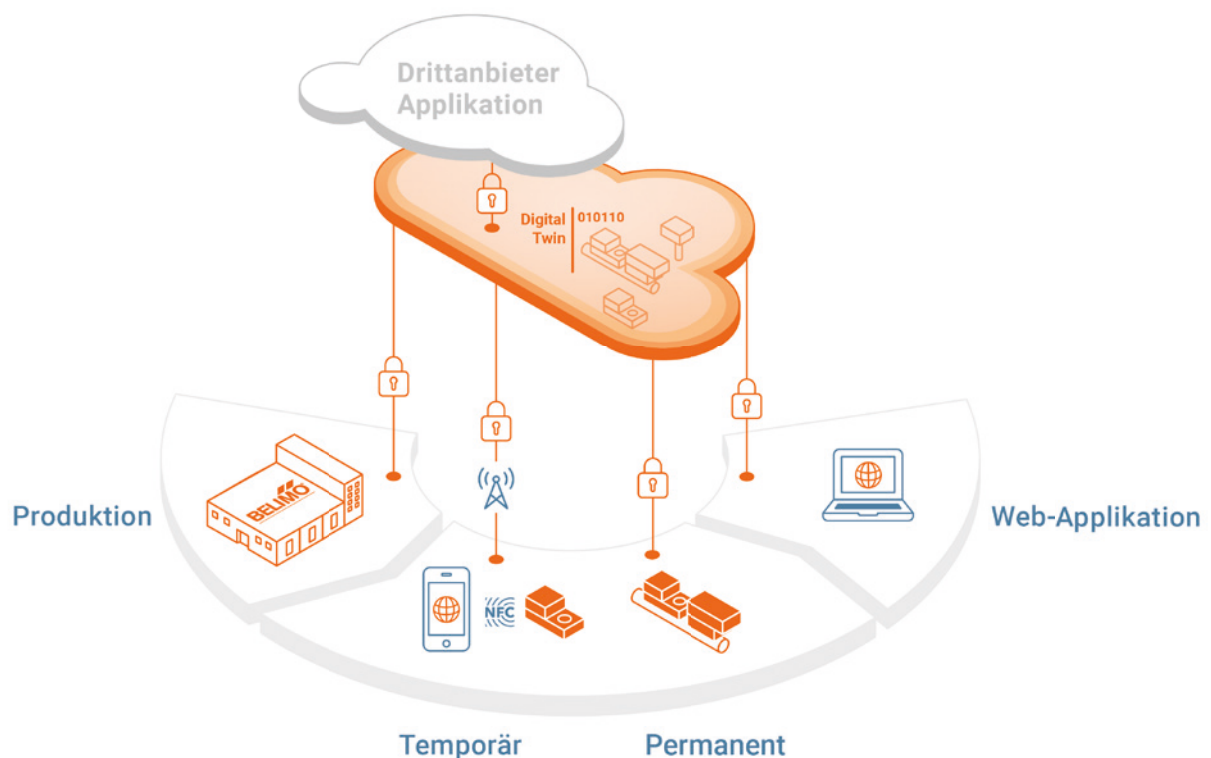 Drittanbieter
Applikation
Digital
Twin
010110
BELIMO
Produktion
Web-Applikation
NFC
Temporär
Permanent